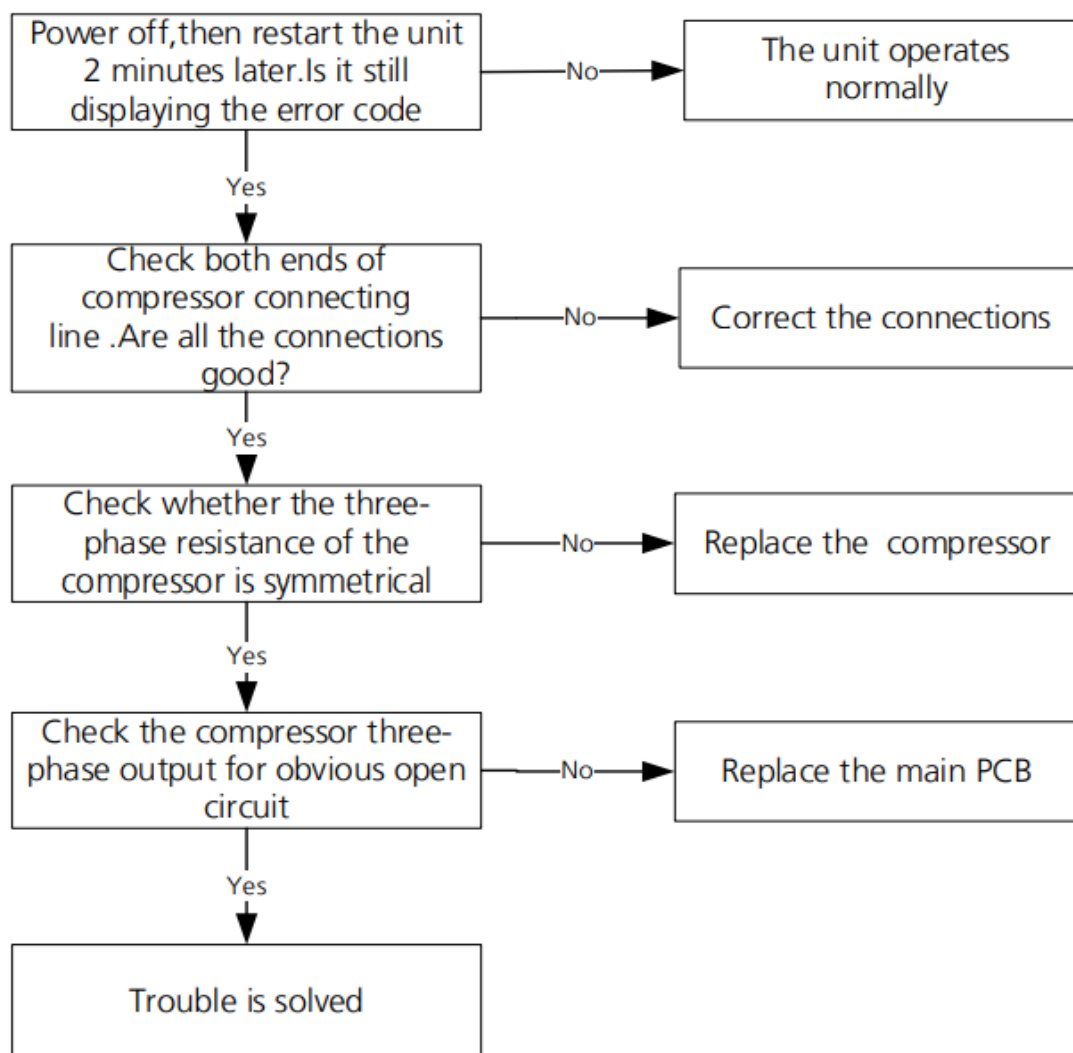 Power off,then restart the unit
2 minutes later.Is it still
displaying the error code
No
The unit operates
normally
Yes
Check both ends of
compressor connecting
line .Are all the connections
good?
No
Correct the connections
Yes
Check whether the three-
phase resistance of the
compressor is symmetrical
No
Replace the  compressor
Yes
Check the compressor three-
phase output for obvious open
circuit
No
Replace the main PCB
Yes
Trouble is solved